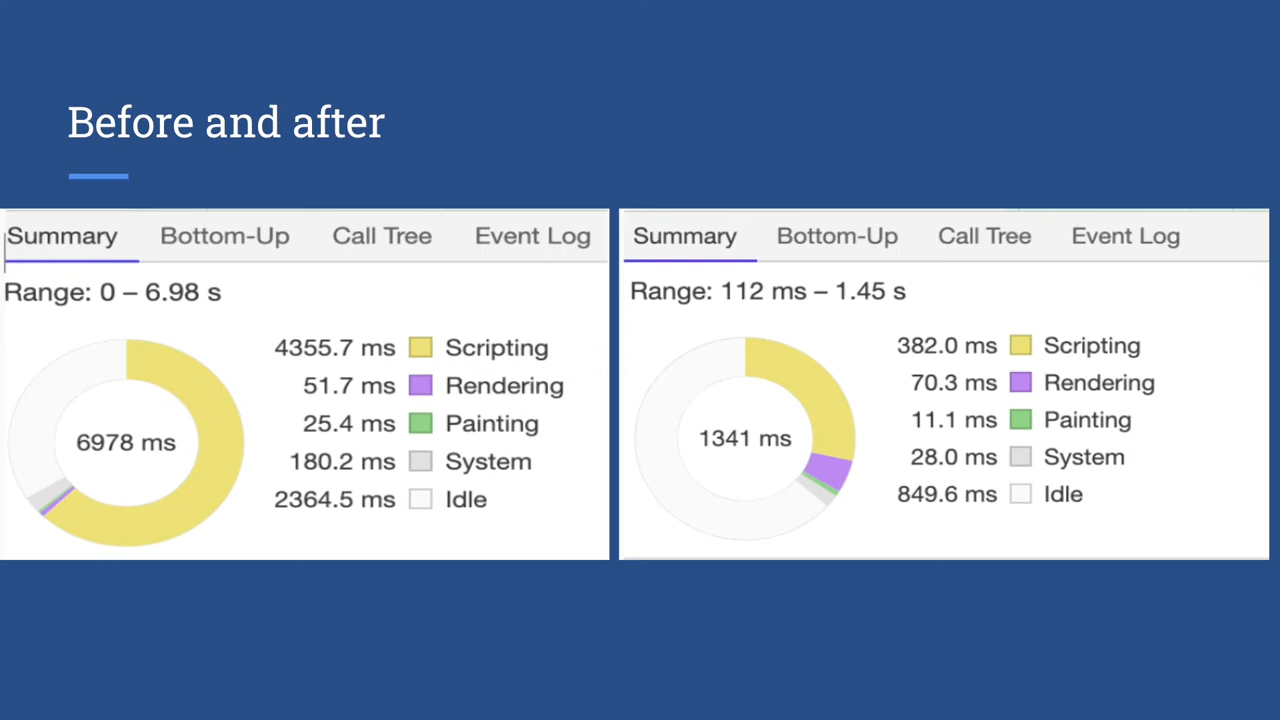 Before and after
Summary Bottom-Up Call Tree Event Log
Range: 0 – 6.98 s
4355.7 ms Scripting
51.7 ms Rendering
25.4 ms Painting
180.2 ms System
2364.5 ms Idle
6978 ms
Summary Bottom-Up Call Tree Event Log
Range: 112 ms – 1.45 s
382.0 ms Scripting
70.3 ms Rendering
11.1 ms Painting
28.0 ms System
849.6 ms Idle
1341 ms